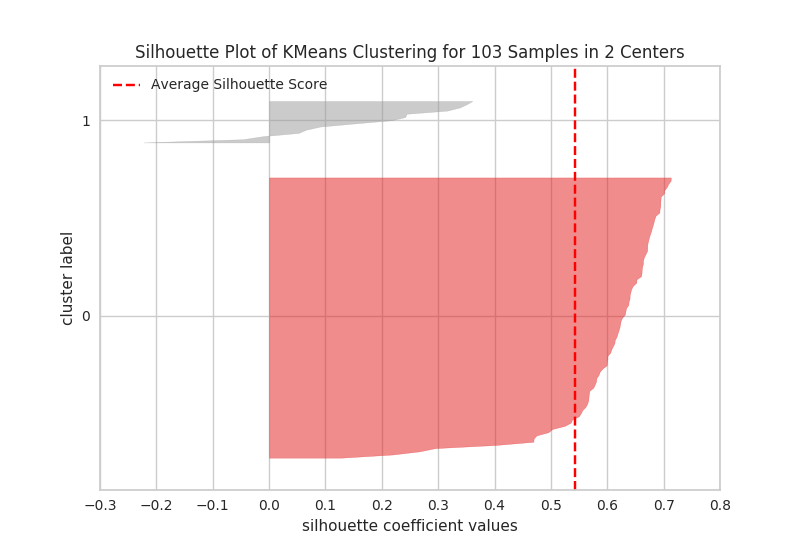 Silhouette Plot of KMeans Clustering for 103 Samples in 2 Centers
Average Silhouette Score
1
0
cluster label
−0.3 −0.2 −0.1 0.0 0.1 0.2 0.3 0.4 0.5 0.6 0.7 0.8
silhouette coefficient values